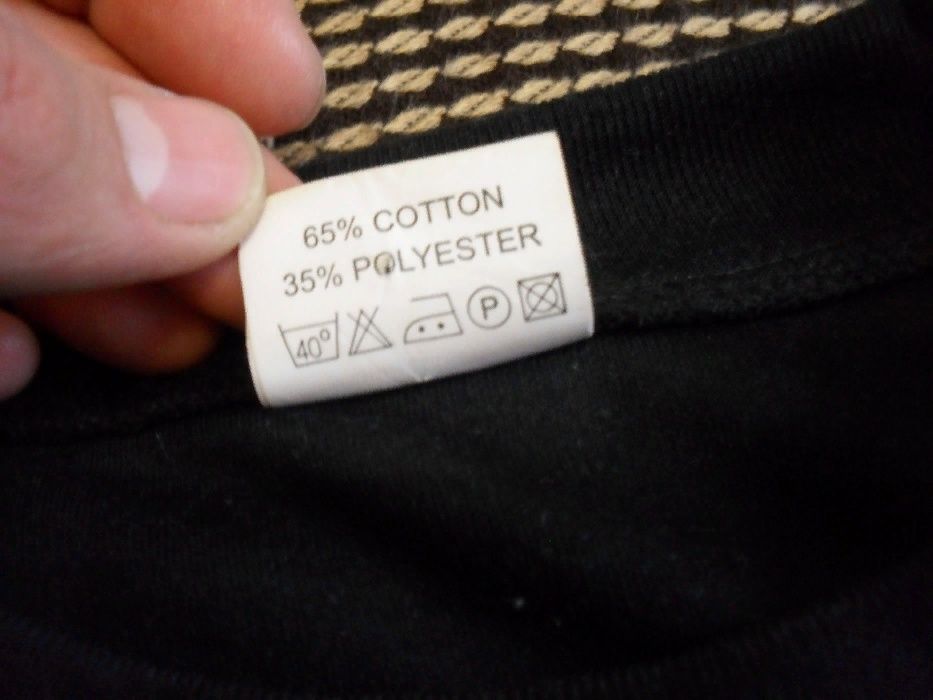 65% COTTON
35% POLYESTER
40° P